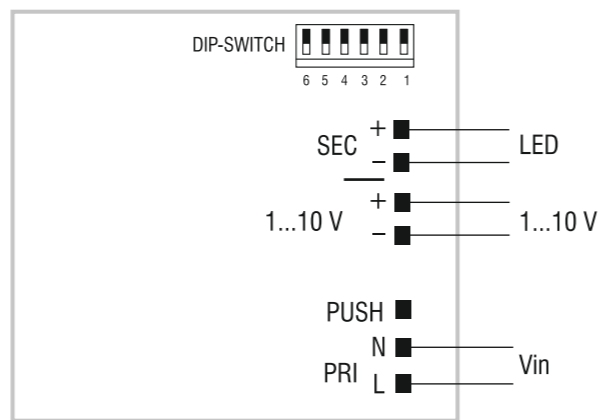 DIP-SWITCH
6 5 4 3 2 1
+
SEC
LED
−
+
1...10 V
1...10 V
−
PUSH
N
PRI
Vin
L